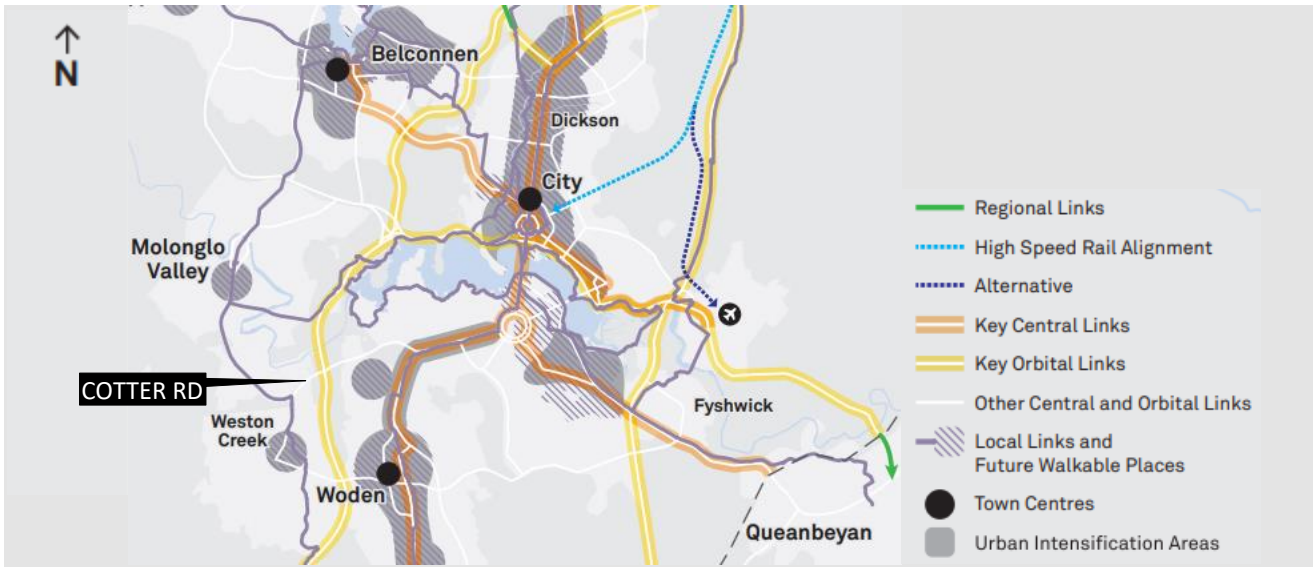 N
Belconnen
Dickson
City
Molonglo
Valley
COTTER RD
Weston
Creek
Woden
Fyshwick
Queanbeyan
Regional Links
High Speed Rail Alignment
Alternative
Key Central Links
Key Orbital Links
Other Central and Orbital Links
Local Links and
Future Walkable Places
Town Centres
Urban Intensification Areas